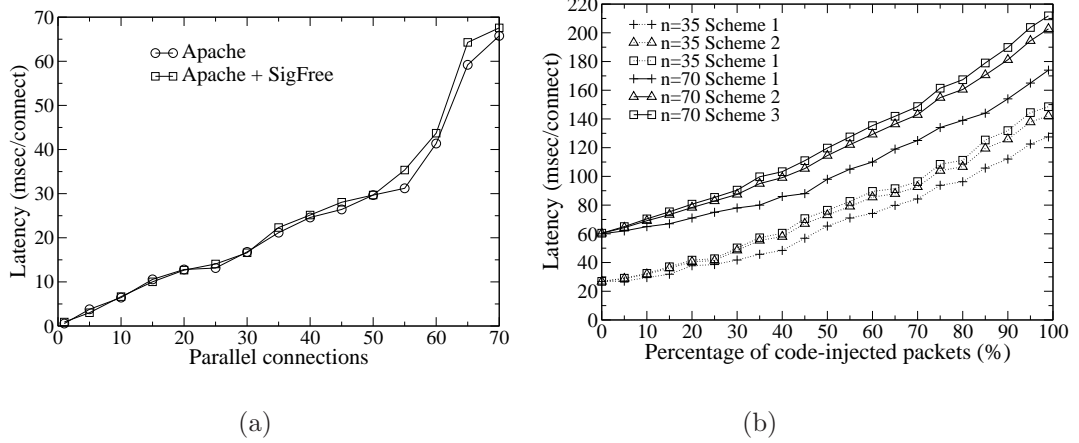 70
60
50
40
30
20
10
0
Latency (msec/connect)
Apache
Apache + SigFree
0 10 20 30 40 50 60 70
Parallel connections
(a)
220
200
180
160
140
120
100
80
60
40
20
0
Latency (msec/connect)
n=35 Scheme 1
n=35 Scheme 2
n=35 Scheme 1
n=70 Scheme 1
n=70 Scheme 2
n=70 Scheme 3
0 10 20 30 40 50 60 70 80 90 100
Percentage of code-injected packets (%)
(b)